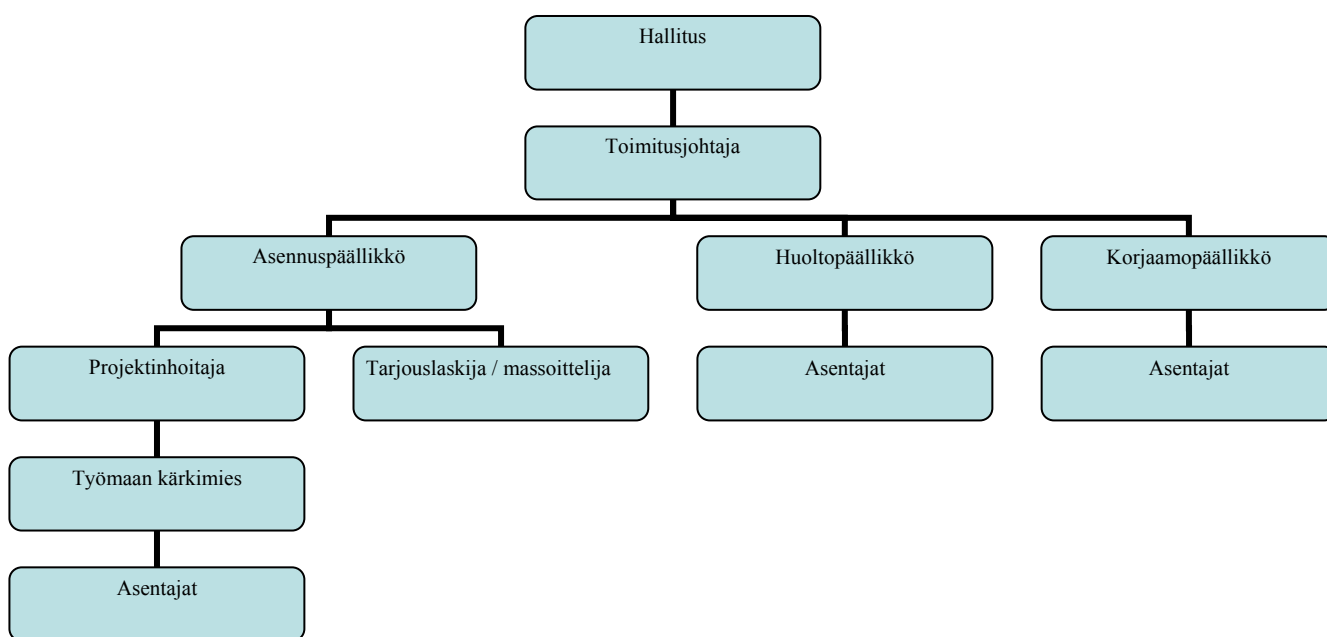 Hallitus
Toimitusjohtaja
Asennuspäällikkö
Huoltopäällikkö
Korjaamopäällikkö
Projektinhoitaja
Tarjouslaskija / massoittelija
Asentajat
Asentajat
Työmaan kärkimies
Asentajat